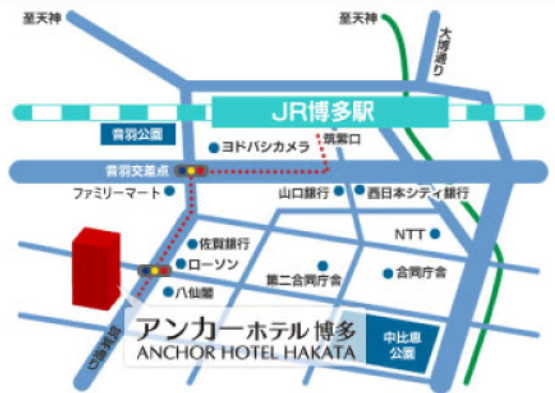 至天神
至天神
大博通り
JR博多駅
音羽公園
ヨドバシカメラ
筑紫口
音羽交差点
ファミリーマート
山口銀行
西日本シティ銀行
佐賀銀行
NTT
ローソン
第二合同庁舎
合同庁舎
八仙閣
アンカーホテル博多
ANCHOR HOTEL HAKATA
中比恵
公園